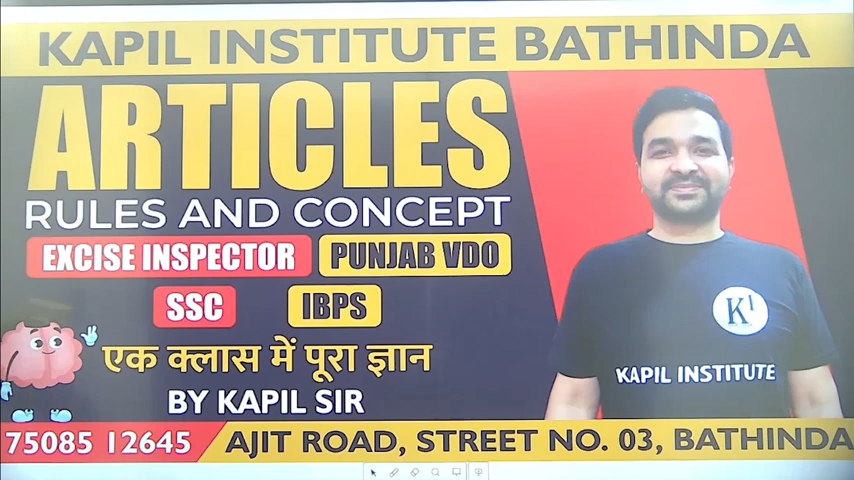 KAPIL INSTITUTE BATHINDA
ARTICLES
RULES AND CONCEPT
EXCISE INSPECTOR PUNJAB VDO
SSC IBPS
एक क्लास में पूरा ज्ञान
BY KAPIL SIR
KI
KAPIL INSTITUTE
75085 12645 AJIT ROAD, STREET NO. 03, BATHINDA